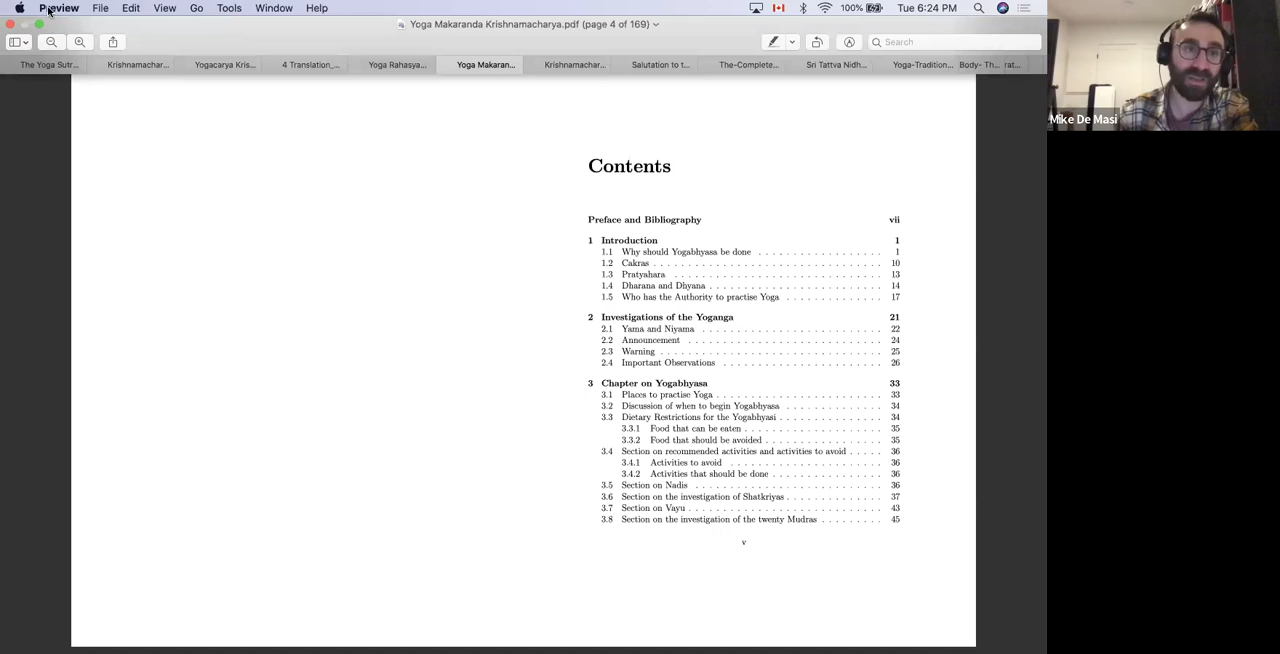 Preview File Edit View Go Tools Window Help 100% Tue 6:24 PM
Yoga Makaranda Krishnamacharya.pdf (page 4 of 169)
Search
The Yoga Sutr... Krishnamachar... Yogacarya Kris... 4 Translation_... Yoga Rahasya... Yoga Makaran... Krishnamachar... Salutation to t... The-Complete... Sri Tattva Nidh... Yoga-Tradition... Body- Th... rat...
Mike De Masi
Contents
Preface and Bibliography vii
1 Introduction 1
1.1 Why should Yogabhyasa be done 1
1.2 Cakras 10
1.3 Pratyahara 13
1.4 Dharana and Dhyana 14
1.5 Who has the Authority to practise Yoga 17
2 Investigations of the Yoganga 21
2.1 Yama and Niyama 22
2.2 Announcement 24
2.3 Warning 25
2.4 Important Observations 26
3 Chapter on Yogabhyasa 33
3.1 Places to practise Yoga 33
3.2 Discussion of when to begin Yogabhyasa 34
3.3 Dietary Restrictions for the Yogabhyasi 34
3.3.1 Food that can be eaten 35
3.3.2 Food that should be avoided 35
3.4 Section on recommended activities and activities to avoid 36
3.4.1 Activities to avoid 36
3.4.2 Activities that should be done 36
3.5 Section on Nadis 36
3.6 Section on the investigation of Shatkriyas 37
3.7 Section on Vayu 43
3.8 Section on the investigation of the twenty Mudras 45
v